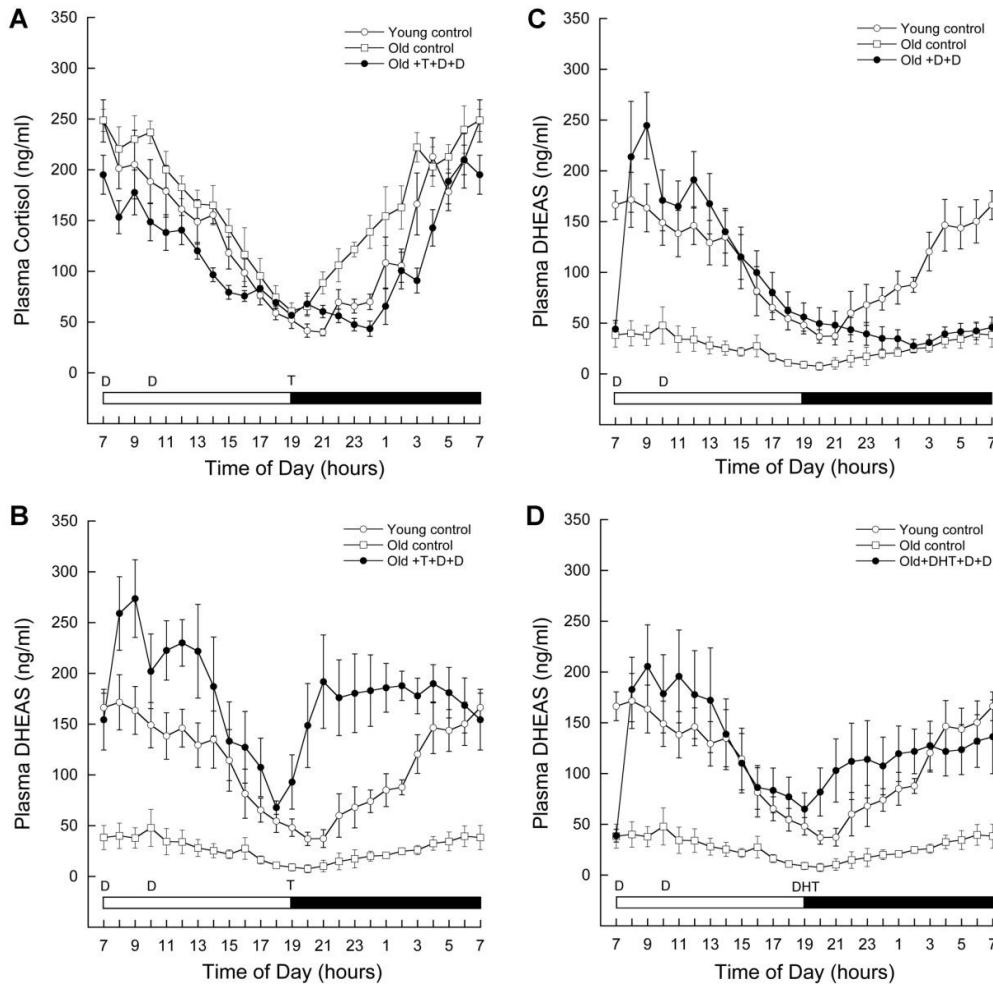 A
350
300
250
200
150
100
50
0
Plasma Cortisol (ng/ml)
Young control
Old control
Old +T+D+D
D D T
7 9 11 13 15 17 19 21 23 1 3 5 7
Time of Day (hours)
C
350
300
250
200
150
100
50
0
Plasma DHEAS (ng/ml)
Young control
Old control
Old +D+D
D D
7 9 11 13 15 17 19 21 23 1 3 5 7
Time of Day (hours)
B
350
300
250
200
150
100
50
0
Plasma DHEAS (ng/ml)
Young control
Old control
Old +T+D+D
D D T
7 9 11 13 15 17 19 21 23 1 3 5 7
Time of Day (hours)
D
350
300
250
200
150
100
50
0
Plasma DHEAS (ng/ml)
Young control
Old control
Old+DHT+D+D
D D DHT
7 9 11 13 15 17 19 21 23 1 3 5 7
Time of Day (hours)